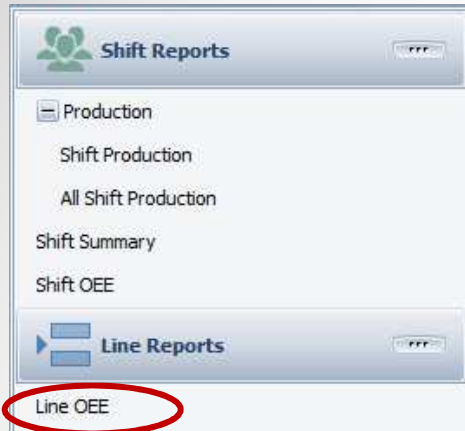 Shift Reports
Production
Shift Production
All Shift Production
Shift Summary
Shift OEE
Line Reports
Line OEE